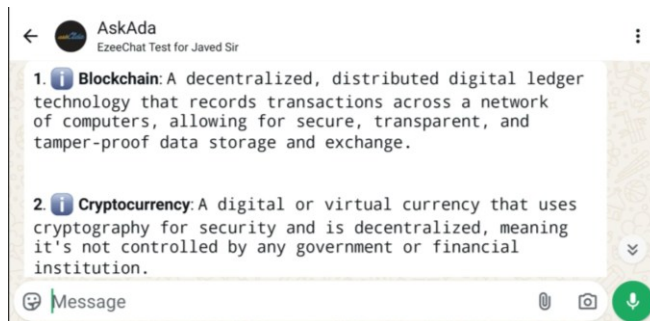 AskAda
EzeeChat Test for Javed Sir
1. ℹ️ Blockchain: A decentralized, distributed digital ledger
technology that records transactions across a network
of computers, allowing for secure, transparent, and
tamper-proof data storage and exchange.
2. ℹ️ Cryptocurrency: A digital or virtual currency that uses
cryptography for security and is decentralized, meaning
it's not controlled by any government or financial
institution.
Message